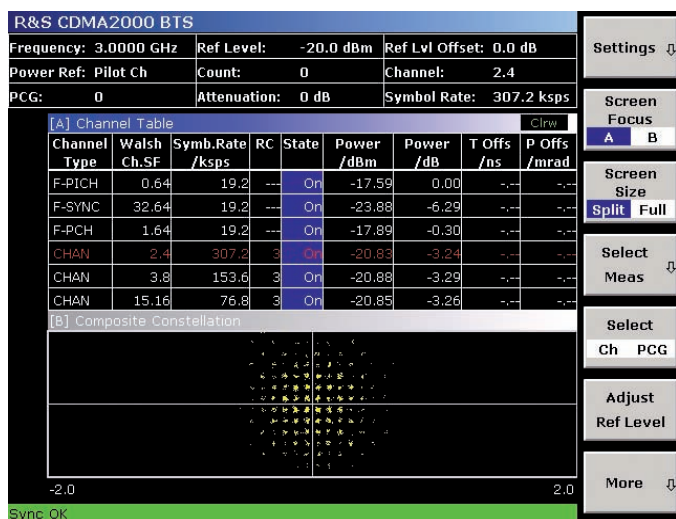 R&S CDMA2000 BTS
Frequency: 3.0000 GHz Ref Level: -20.0 dBm Ref Lvl Offset: 0.0 dB
Power Ref: Pilot Ch Count: 0 Channel: 2.4
PCG: 0 Attenuation: 0 dB Symbol Rate: 307.2 ksps
[A] Channel Table Clrw
Channel Walsh Symb.Rate RC State Power Power T Offs P Offs
Type Ch.SF /ksps /dBm /dB /ns /mrad
F-PICH 0.64 19.2 --- On -17.59 0.00 -.-- -.--
F-SYNC 32.64 19.2 --- On -23.88 -6.29 -.-- -.--
F-PCH 1.64 19.2 --- On -17.89 -0.30 -.-- -.--
CHAN 2.4 307.2 3 On -20.83 -3.24 -.-- -.--
CHAN 3.8 153.6 3 On -20.88 -3.29 -.-- -.--
CHAN 15.16 76.8 3 On -20.85 -3.26 -.-- -.--
[B] Composite Constellation
-2.0 2.0
Sync OK
Settings
Screen
Focus
A B
Screen
Size
Split Full
Select
Meas
Select
Ch PCG
Adjust
Ref Level
More